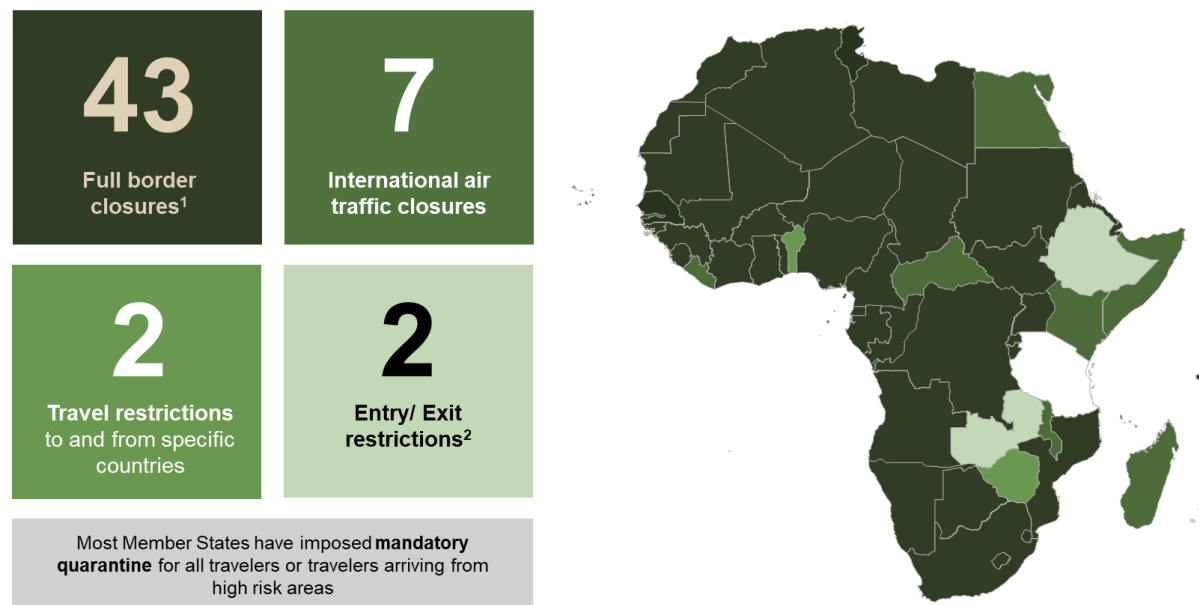 43
Full border
closures¹
7
International air
traffic closures
2
Travel restrictions
to and from specific
countries
2
Entry/ Exit
restrictions²
Most Member States have imposed mandatory
quarantine for all travelers or travelers arriving from
high risk areas